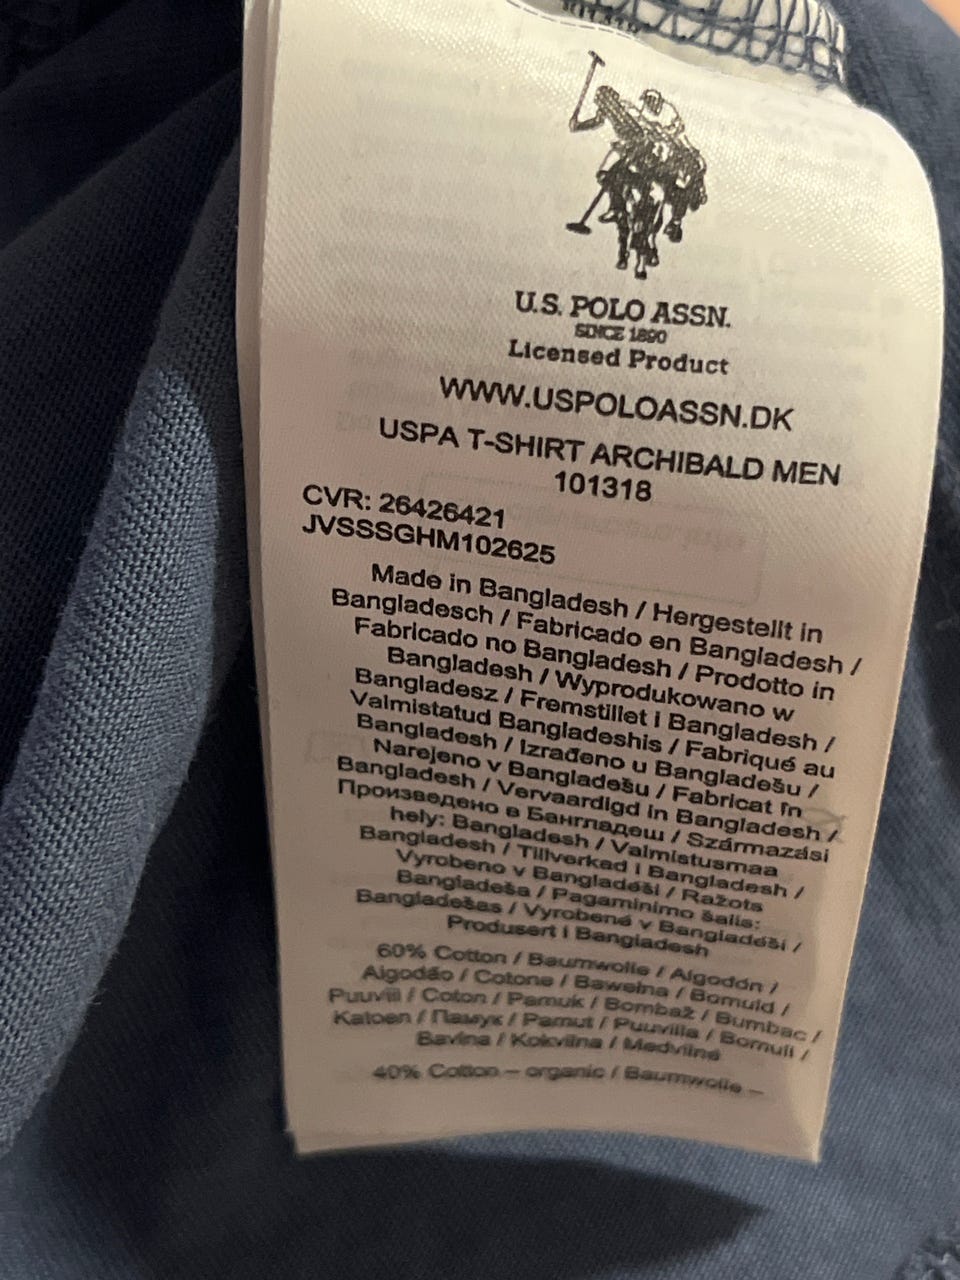 U.S. POLO ASSN.
SINCE 1890
Licensed Product
WWW.USPOLOASSN.DK
USPA T-SHIRT ARCHIBALD MEN
101318
CVR: 26426421
JVSSSGHM102625
Made in Bangladesh / Hergestellt in
Bangladesch / Fabricado en Bangladesh /
Fabricado no Bangladesh / Prodotto in
Bangladesh / Wyprodukowano w
Bangladesz / Fremstillet i Bangladesh /
Valmistatud Bangladeshis / Fabriqué au
Bangladesh / Izrađeno u Bangladešu /
Narejeno v Bangladešu / Fabricat în
Bangladesh / Vervaardigd in Bangladesh /
Произведено в Бангладеш / Származási
hely: Bangladesh / Valmistusmaa
Bangladesh / Tillverkad i Bangladesh /
Vyrobeno v Bangladéši / Ražots
Bangladeša / Pagaminimo šalis:
Bangladešas / Vyrobené v Bangladéši /
Produsert i Bangladesh
60% Cotton / Baumwolle / Algodón /
Algodão / Cotone / Bawełna / Bomuld /
Puuvill / Coton / Pamuk / Bombaž / Bumbac /
Katoen / Памук / Pamut / Puuvilla / Bomull /
Bavlna / Kokvilna / Medvilnė
40% Cotton – organic / Baumwolle –